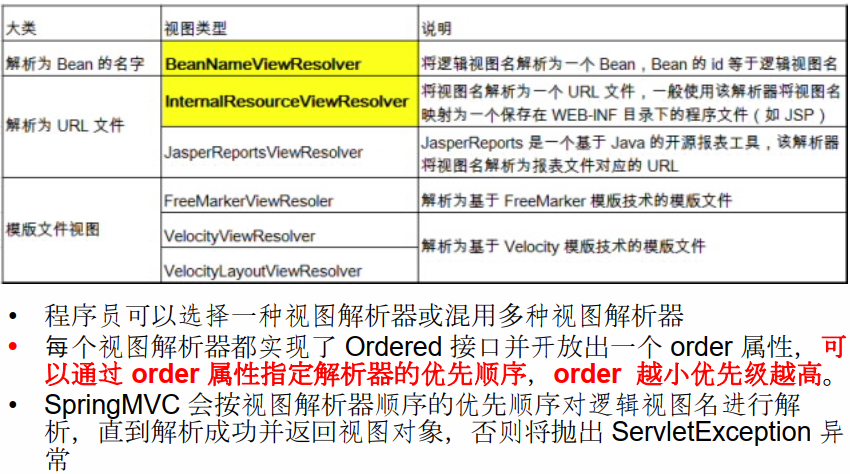 大类 视图类型 说明
解析为 Bean 的名字 BeanNameViewResolver 将逻辑视图名解析为一个 Bean，Bean 的 id 等于逻辑视图名
解析为 URL 文件
InternalResourceViewResolver
将视图名解析为一个 URL 文件，一般使用该解析器将视图名
映射为一个保存在 WEB-INF 目录下的程序文件（如 JSP）
JasperReportsViewResolver
JasperReports 是一个基于 Java 的开源报表工具，该解析器
将视图名解析为报表文件对应的 URL
模版文件视图
FreeMarkerViewResoler 解析为基于 FreeMarker 模版技术的模版文件
VelocityViewResolver
解析为基于 Velocity 模版技术的模版文件
VelocityLayoutViewResolver
• 程序员可以选择一种视图解析器或混用多种视图解析器
• 每个视图解析器都实现了 Ordered 接口并开放出一个 order 属性，可
以通过 order 属性指定解析器的优先顺序，order 越小优先级越高。
• SpringMVC 会按视图解析器顺序的优先顺序对逻辑视图名进行解
析，直到解析成功并返回视图对象，否则将抛出 ServletException 异
常